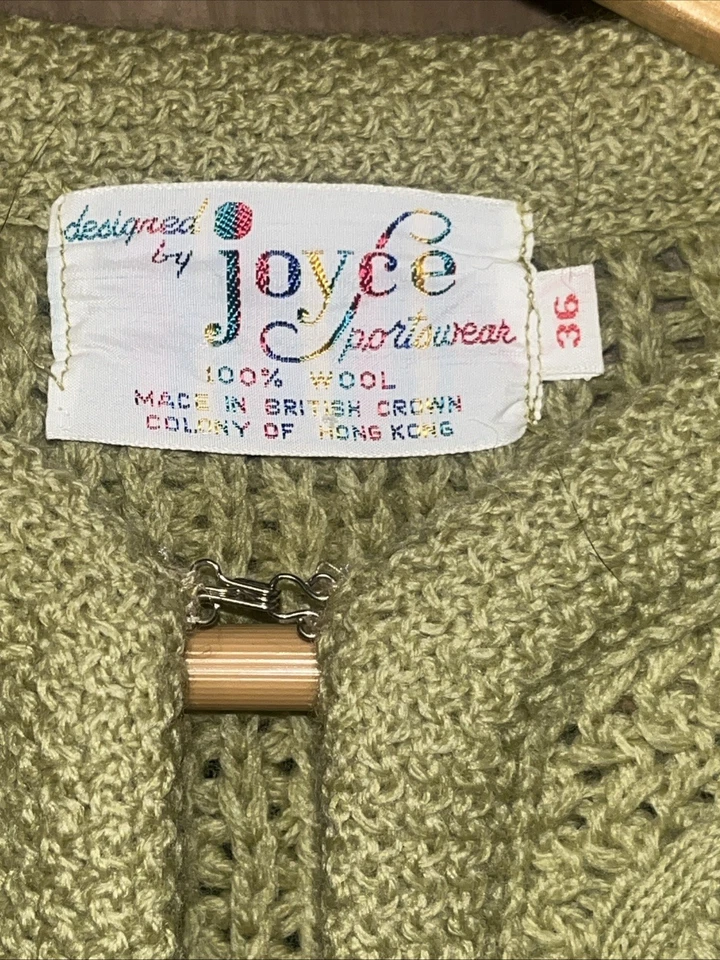 designed
by
joyce
Sportswear
100% WOOL
MADE IN BRITISH CROWN
COLONY OF HONG KONG
36